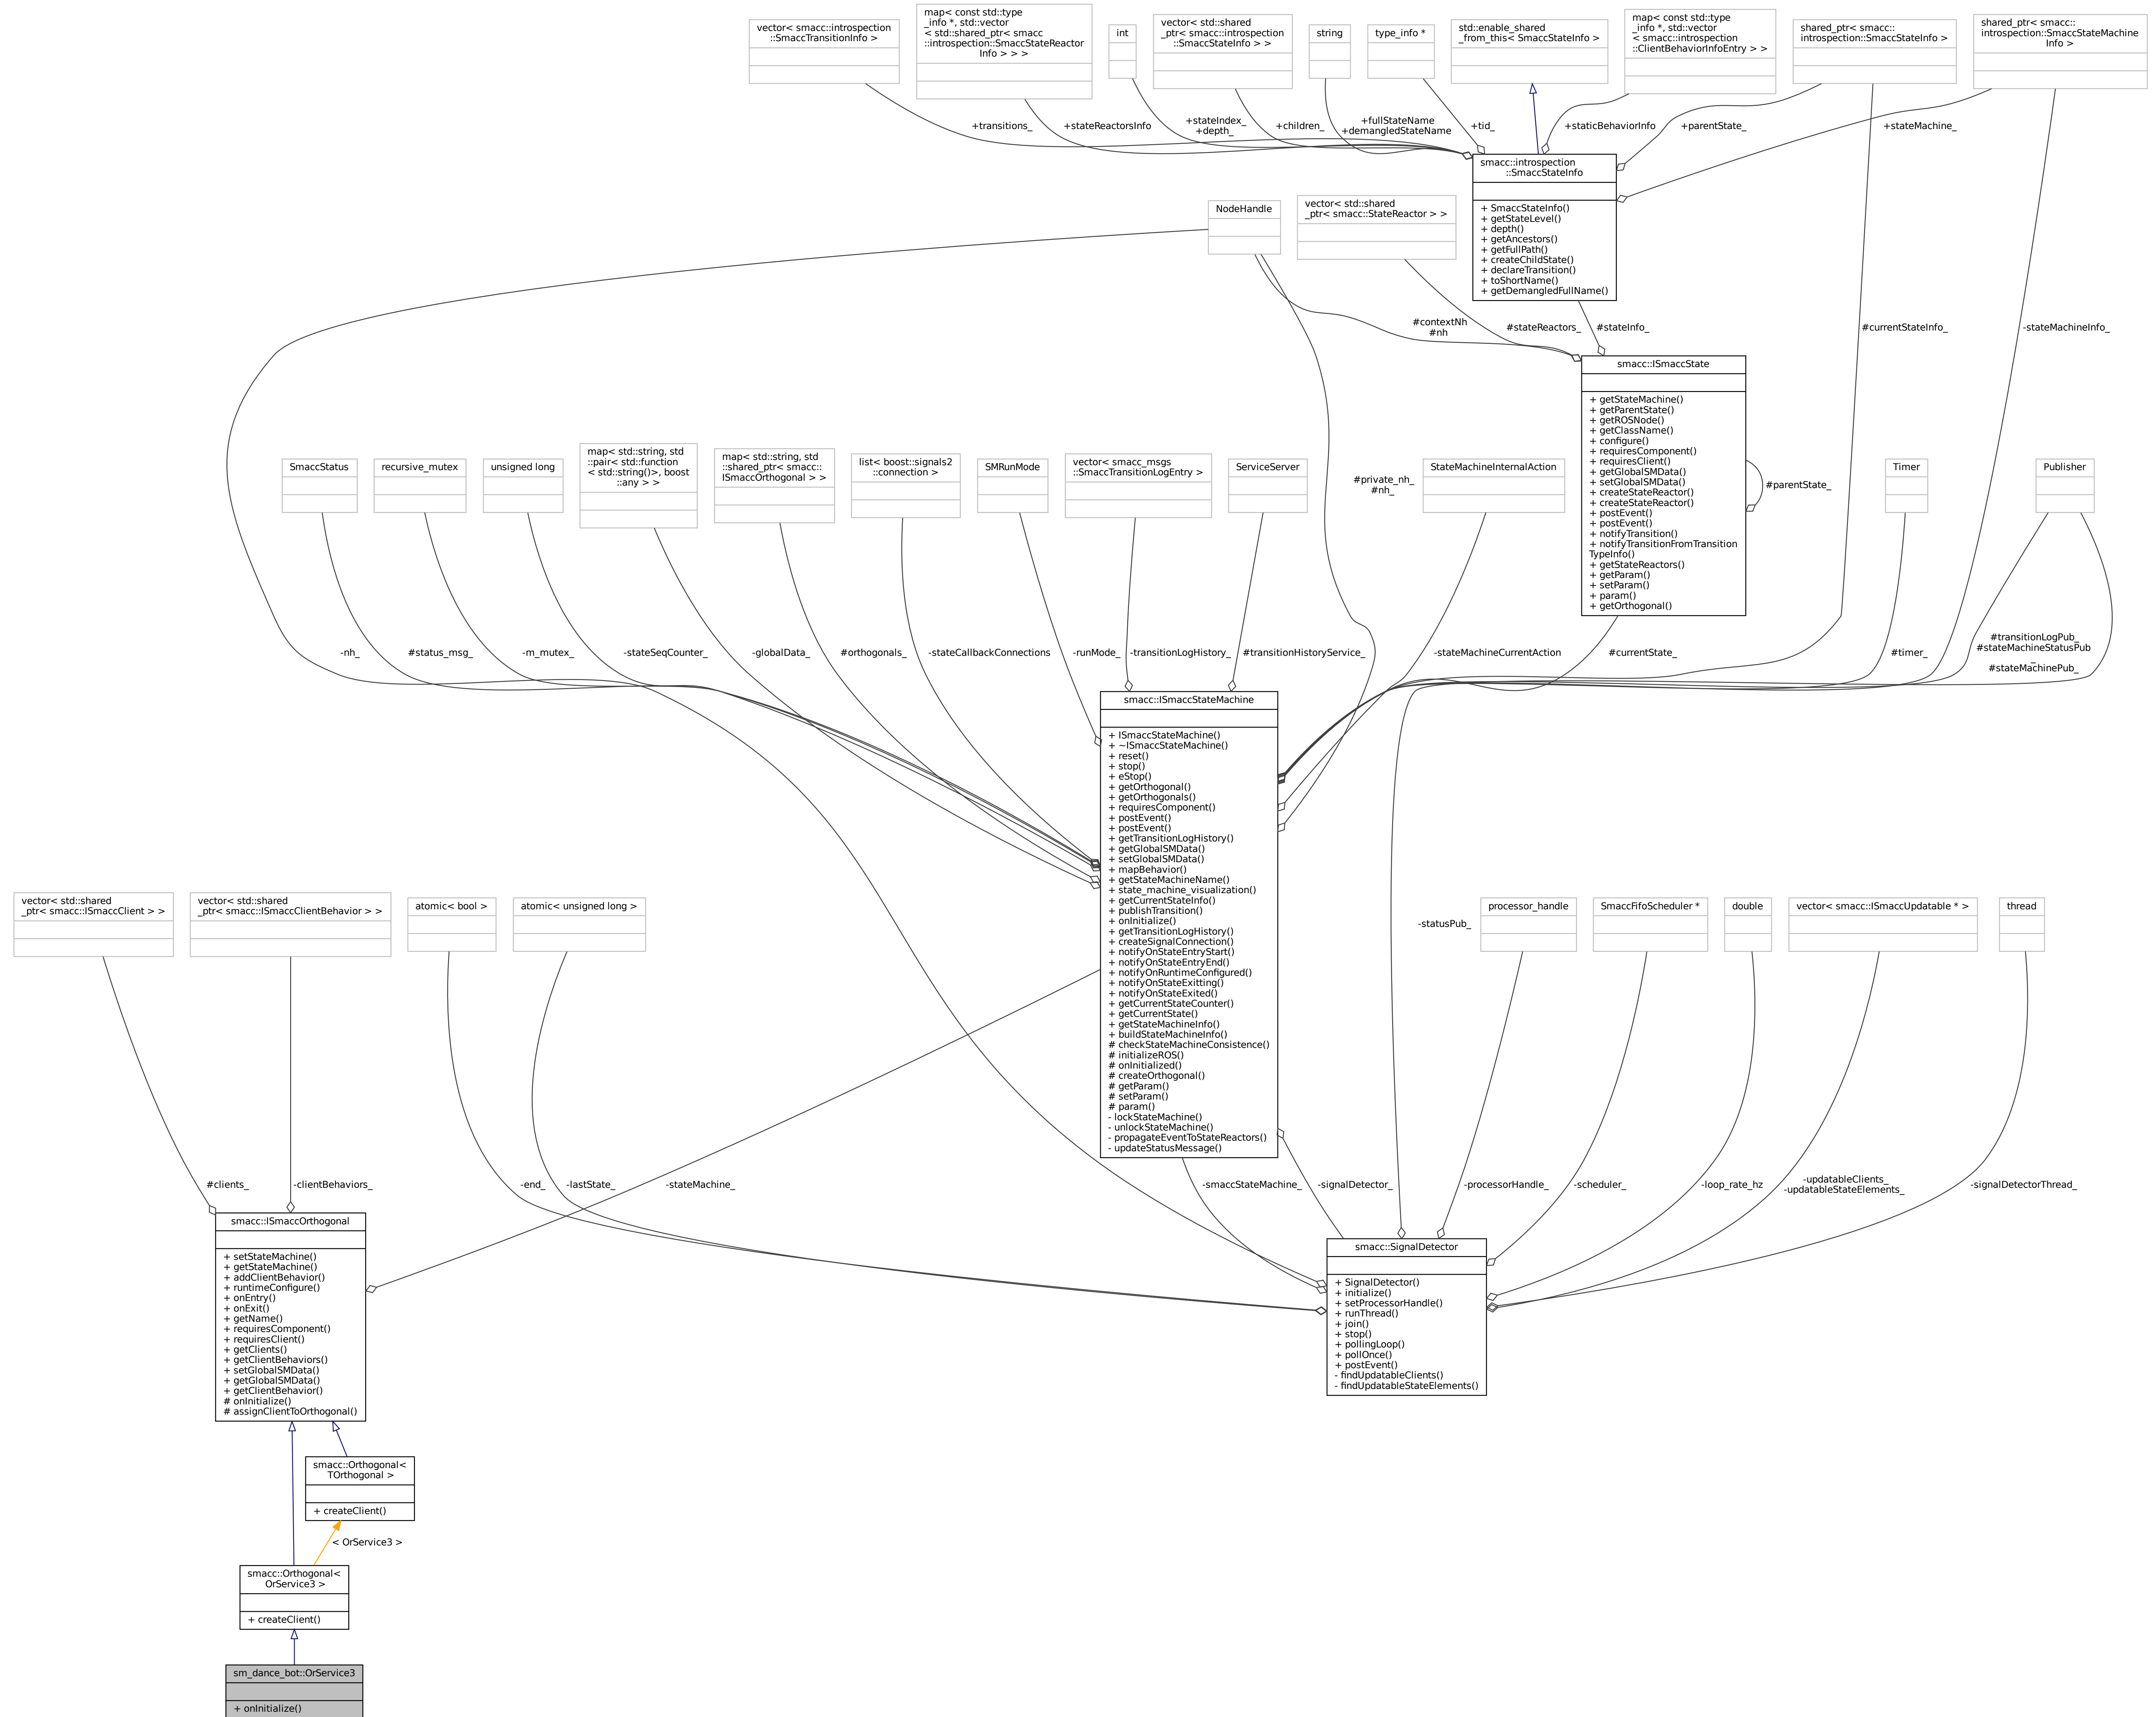 vector< smacc::introspection
::SmaccTransitionInfo >
map< const std::type
_info *, std::vector
< std::shared_ptr< smacc
::introspection::SmaccStateReactor
Info > > >
int
vector< std::shared
_ptr< smacc::introspection
::SmaccStateInfo > >
string
type_info *
std::enable_shared
_from_this< SmaccStateInfo >
map< const std::type
_info *, std::vector
< smacc::introspection
::ClientBehaviorInfoEntry > >
shared_ptr< smacc::
introspection::SmaccStateInfo >
shared_ptr< smacc::
introspection::SmaccStateMachine
Info >
+transitions_
+stateReactorsInfo
+stateIndex_
+depth_
+children_
+fullStateName
+demangledStateName
+tid_
+staticBehaviorInfo
+parentState_
+stateMachine_
smacc::introspection
::SmaccStateInfo
+ SmaccStateInfo()
+ getStateLevel()
+ depth()
+ getAncestors()
+ getFullPath()
+ createChildState()
+ declareTransition()
+ toShortName()
+ getDemangledFullName()
NodeHandle
vector< std::shared
_ptr< smacc::StateReactor > >
#contextNh
#nh
#stateReactors_
#stateInfo_
#currentStateInfo_
-stateMachineInfo_
smacc::ISmaccState
+ getStateMachine()
+ getParentState()
+ getROSNode()
+ getClassName()
+ configure()
+ requiresComponent()
+ requiresClient()
+ getGlobalSMData()
+ setGlobalSMData()
+ createStateReactor()
+ createStateReactor()
+ postEvent()
+ postEvent()
+ notifyTransition()
+ notifyTransitionFromTransition
TypeInfo()
+ getStateReactors()
+ getParam()
+ setParam()
+ param()
+ getOrthogonal()
#parentState_
SmaccStatus
recursive_mutex
unsigned long
map< std::string, std
::pair< std::function
< std::string()>, boost
::any > >
map< std::string, std
::shared_ptr< smacc::
ISmaccOrthogonal > >
list< boost::signals2
::connection >
SMRunMode
vector< smacc_msgs
::SmaccTransitionLogEntry >
ServiceServer
#private_nh_
#nh_
StateMachineInternalAction
Timer
Publisher
-nh_
#status_msg_
-m_mutex_
-stateSeqCounter_
-globalData_
#orthogonals_
-stateCallbackConnections
-runMode_
-transitionLogHistory_
#transitionHistoryService_
-stateMachineCurrentAction
#currentState_
#timer_
#transitionLogPub_
#stateMachineStatusPub
_
#stateMachinePub_
smacc::ISmaccStateMachine
+ ISmaccStateMachine()
+ ~ISmaccStateMachine()
+ reset()
+ stop()
+ eStop()
+ getOrthogonal()
+ getOrthogonals()
+ requiresComponent()
+ postEvent()
+ postEvent()
+ getTransitionLogHistory()
+ getGlobalSMData()
+ setGlobalSMData()
+ mapBehavior()
+ getStateMachineName()
+ state_machine_visualization()
+ getCurrentStateInfo()
+ publishTransition()
+ onInitialize()
+ getTransitionLogHistory()
+ createSignalConnection()
+ notifyOnStateEntryStart()
+ notifyOnStateEntryEnd()
+ notifyOnRuntimeConfigured()
+ notifyOnStateExitting()
+ notifyOnStateExited()
+ getCurrentStateCounter()
+ getCurrentState()
+ getStateMachineInfo()
+ buildStateMachineInfo()
# checkStateMachineConsistence()
# initializeROS()
# onInitialized()
# createOrthogonal()
# getParam()
# setParam()
# param()
- lockStateMachine()
- unlockStateMachine()
- propagateEventToStateReactors()
- updateStatusMessage()
vector< std::shared
_ptr< smacc::ISmaccClient > >
vector< std::shared
_ptr< smacc::ISmaccClientBehavior > >
atomic< bool >
atomic< unsigned long >
-statusPub_
processor_handle
SmaccFifoScheduler *
double
vector< smacc::ISmaccUpdatable * >
thread
#clients_
-clientBehaviors_
-end_
-lastState_
-stateMachine_
-smaccStateMachine_
-signalDetector_
-processorHandle_
-scheduler_
-loop_rate_hz
-updatableClients_
-updatableStateElements_
-signalDetectorThread_
smacc::ISmaccOrthogonal
+ setStateMachine()
+ getStateMachine()
+ addClientBehavior()
+ runtimeConfigure()
+ onEntry()
+ onExit()
+ getName()
+ requiresComponent()
+ requiresClient()
+ getClients()
+ getClientBehaviors()
+ setGlobalSMData()
+ getGlobalSMData()
+ getClientBehavior()
# onInitialize()
# assignClientToOrthogonal()
smacc::SignalDetector
+ SignalDetector()
+ initialize()
+ setProcessorHandle()
+ runThread()
+ join()
+ stop()
+ pollingLoop()
+ pollOnce()
+ postEvent()
- findUpdatableClients()
- findUpdatableStateElements()
smacc::Orthogonal<
TOrthogonal >
+ createClient()
< OrService3 >
smacc::Orthogonal<
OrService3 >
+ createClient()
sm_dance_bot::OrService3
+ onInitialize()